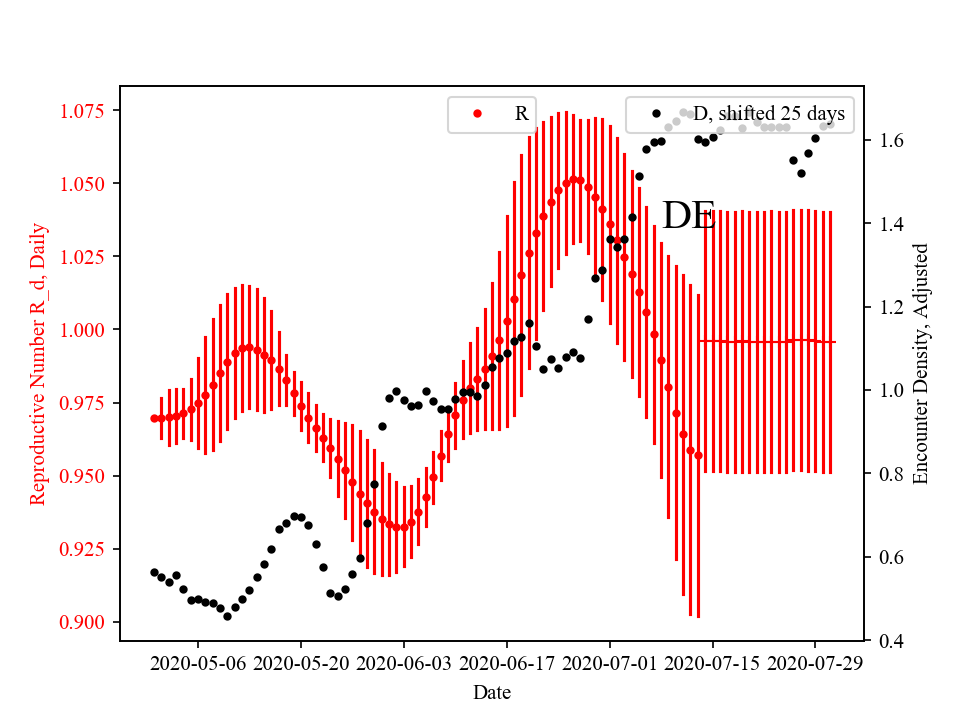 R
D, shifted 25 days
DE
1.075
1.050
1.025
1.000
0.975
0.950
0.925
0.900
Reproductive Number R_d, Daily
1.6
1.4
1.2
1.0
0.8
0.6
0.4
Encounter Density, Adjusted
2020-05-06 2020-05-20 2020-06-03 2020-06-17 2020-07-01 2020-07-15 2020-07-29
Date